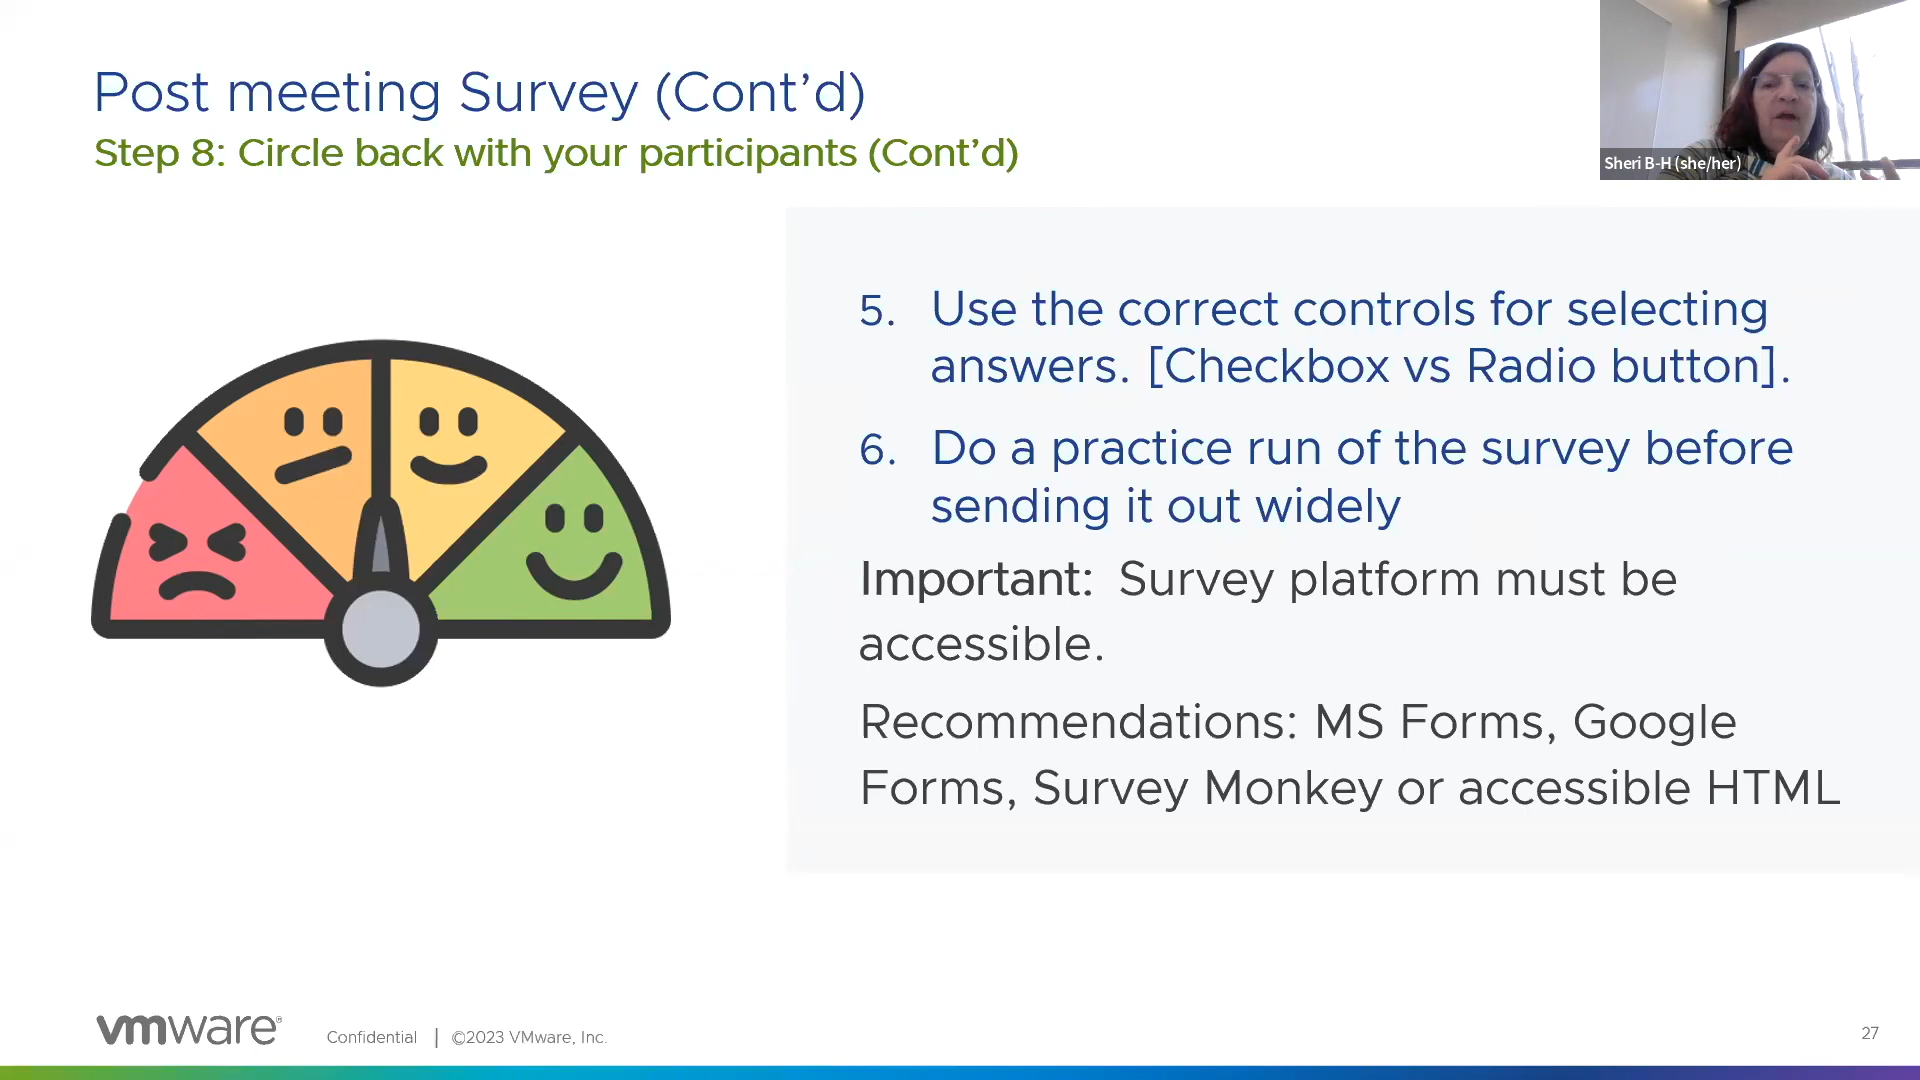 Post meeting Survey (Cont’d)
Step 8: Circle back with your participants (Cont’d)
Sheri B-H (she/her)
5. Use the correct controls for selecting
answers. [Checkbox vs Radio button].
6. Do a practice run of the survey before
sending it out widely
Important: Survey platform must be
accessible.
Recommendations: MS Forms, Google
Forms, Survey Monkey or accessible HTML
vmware®
Confidential | ©2023 VMware, Inc.
27